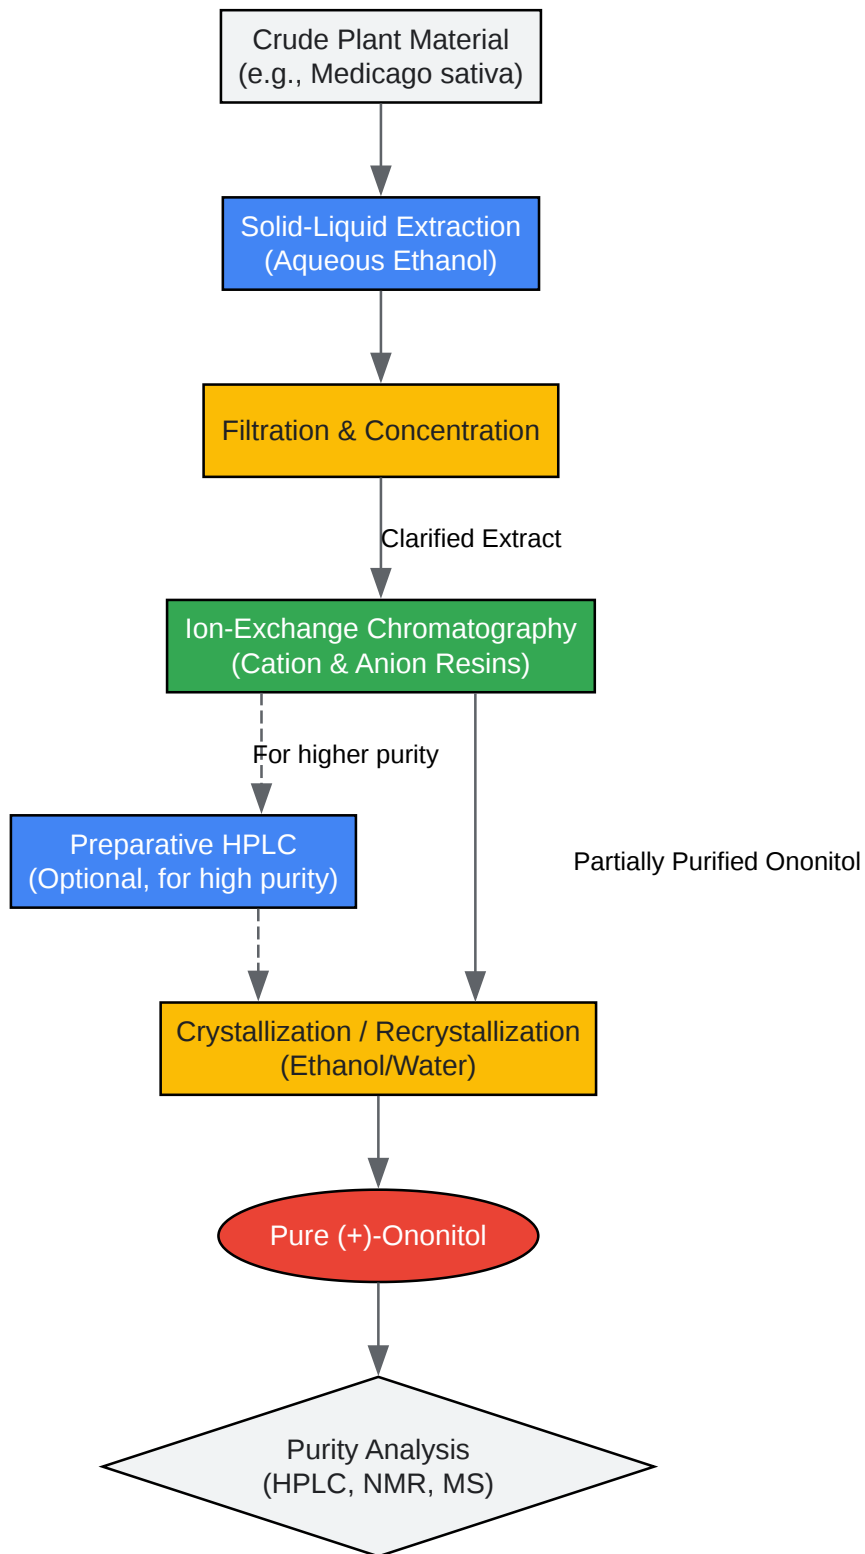 Crude Plant Material
(e.g., Medicago sativa)
Solid-Liquid Extraction
(Aqueous Ethanol)
Filtration & Concentration
Clarified Extract
Ion-Exchange Chromatography
(Cation & Anion Resins)
For higher purity
Preparative HPLC
(Optional, for high purity)
Partially Purified Ononitol
Crystallization / Recrystallization
(Ethanol/Water)
Pure (+)-Ononitol
Purity Analysis
(HPLC, NMR, MS)